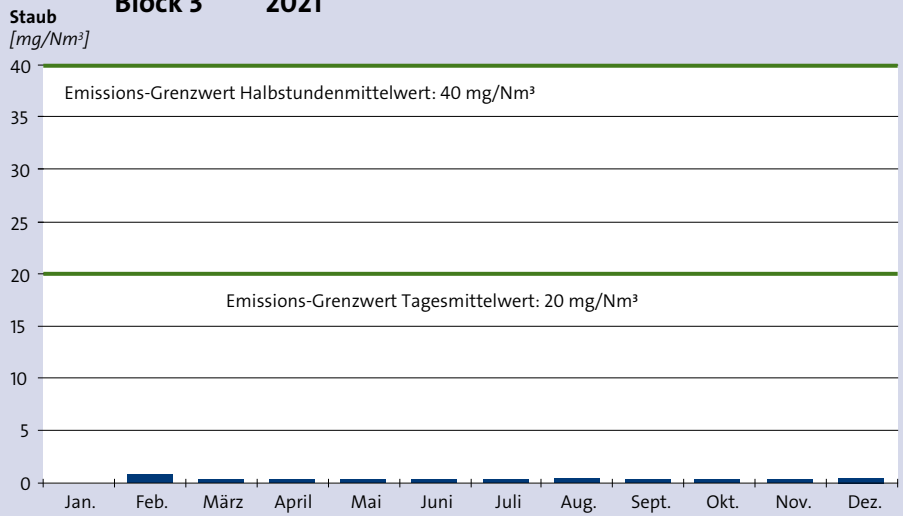 Block 3 2021
Staub
[mg/Nm³]
40
Emissions-Grenzwert Halbstundenmittelwert: 40 mg/Nm³
35
30
25
20
Emissions-Grenzwert Tagesmittelwert: 20 mg/Nm³
15
10
5
0
Jan. Feb. März April Mai Juni Juli Aug. Sept. Okt. Nov. Dez.